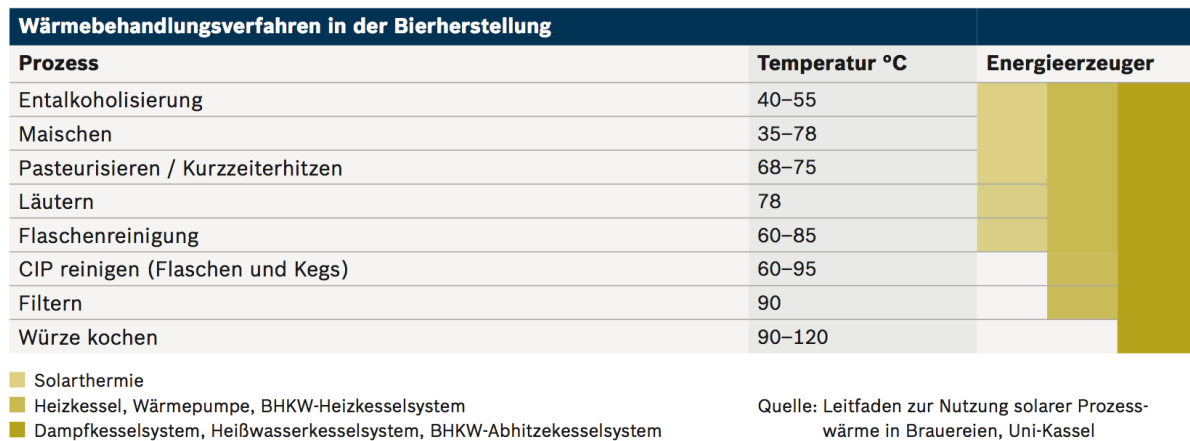 Wärmebehandlungsverfahren in der Bierherstellung
Prozess Temperatur °C Energieerzeuger
Entalkoholisierung 40–55
Maischen 35–78
Pasteurisieren / Kurzzeiterhitzen 68–75
Läutern 78
Flaschenreinigung 60–85
CIP reinigen (Flaschen und Kegs) 60–95
Filtern 90
Würze kochen 90–120
Solarthermie
Heizkessel, Wärmepumpe, BHKW-Heizkesselsystem
Dampfkesselsystem, Heißwasserkesselsystem, BHKW-Abhitzekesselsystem
Quelle: Leitfaden zur Nutzung solarer Prozess-
wärme in Brauereien, Uni-Kassel